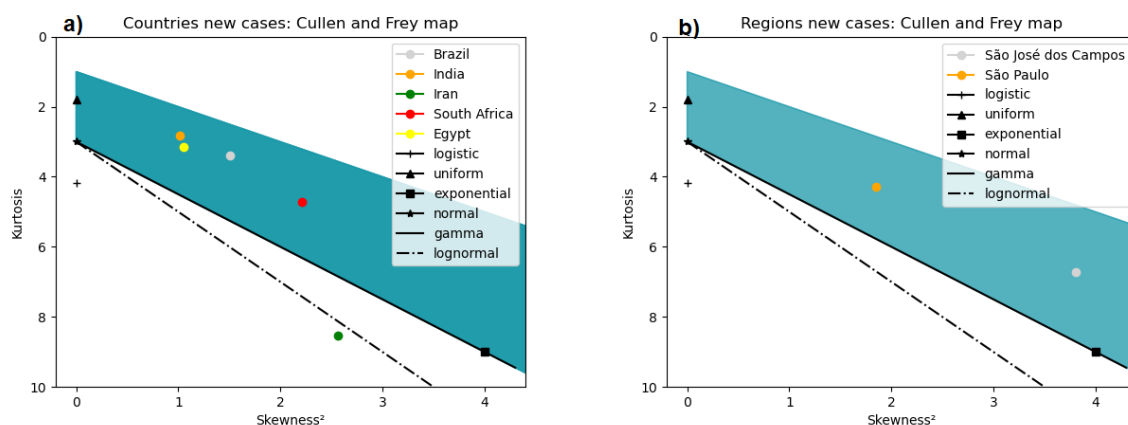 a)
Countries new cases: Cullen and Frey map
0
2
4
6
8
10
Kurtosis
0 1 2 3 4
Skewness²
Brazil
India
Iran
South Africa
Egypt
logistic
uniform
exponential
normal
gamma
lognormal
b)
Regions new cases: Cullen and Frey map
0
2
4
6
8
10
Kurtosis
0 1 2 3 4
Skewness²
São José dos Campos
São Paulo
logistic
uniform
exponential
normal
gamma
lognormal